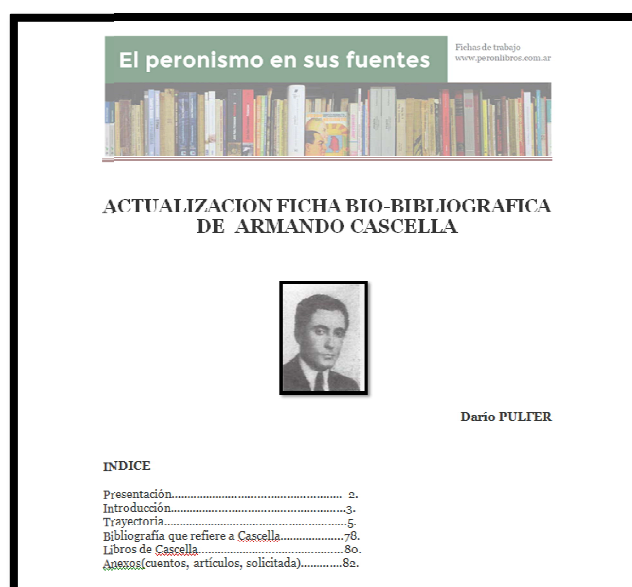 El peronismo en sus fuentes
Fichas de trabajo
www.peronlibros.com.ar
ACTUALIZACION FICHA BIO-BIBLIOGRAFICA
DE ARMANDO CASCELLA
Darío PULFER
INDICE
Presentación..................................................... 2.
Introducción......................................................3.
Trayectoria.........................................................5.
Bibliografía que refiere a Cascella....................78.
Libros de Cascella.............................................80.
Anexos(cuentos, artículos, solicitada).............82.